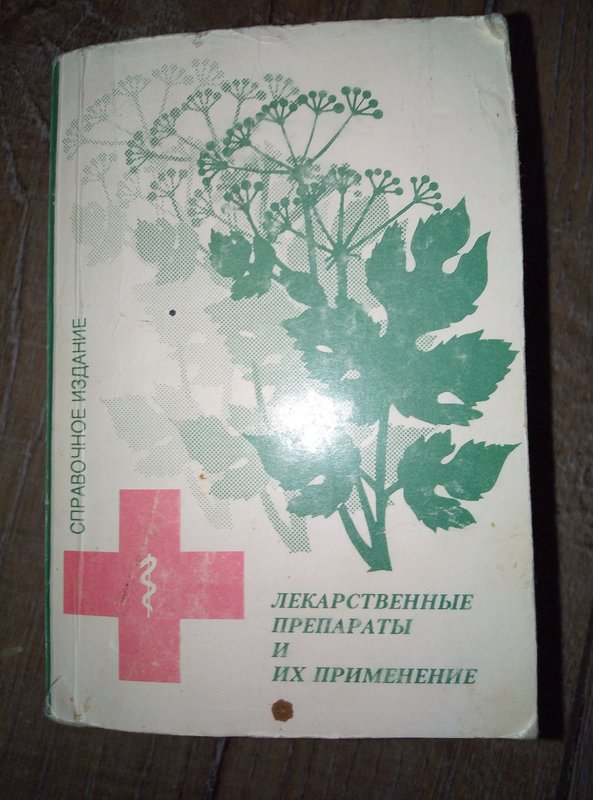 СПРАВОЧНОЕ ИЗДАНИЕ
ЛЕКАРСТВЕННЫЕ
ПРЕПАРАТЫ
И
ИХ ПРИМЕНЕНИЕ